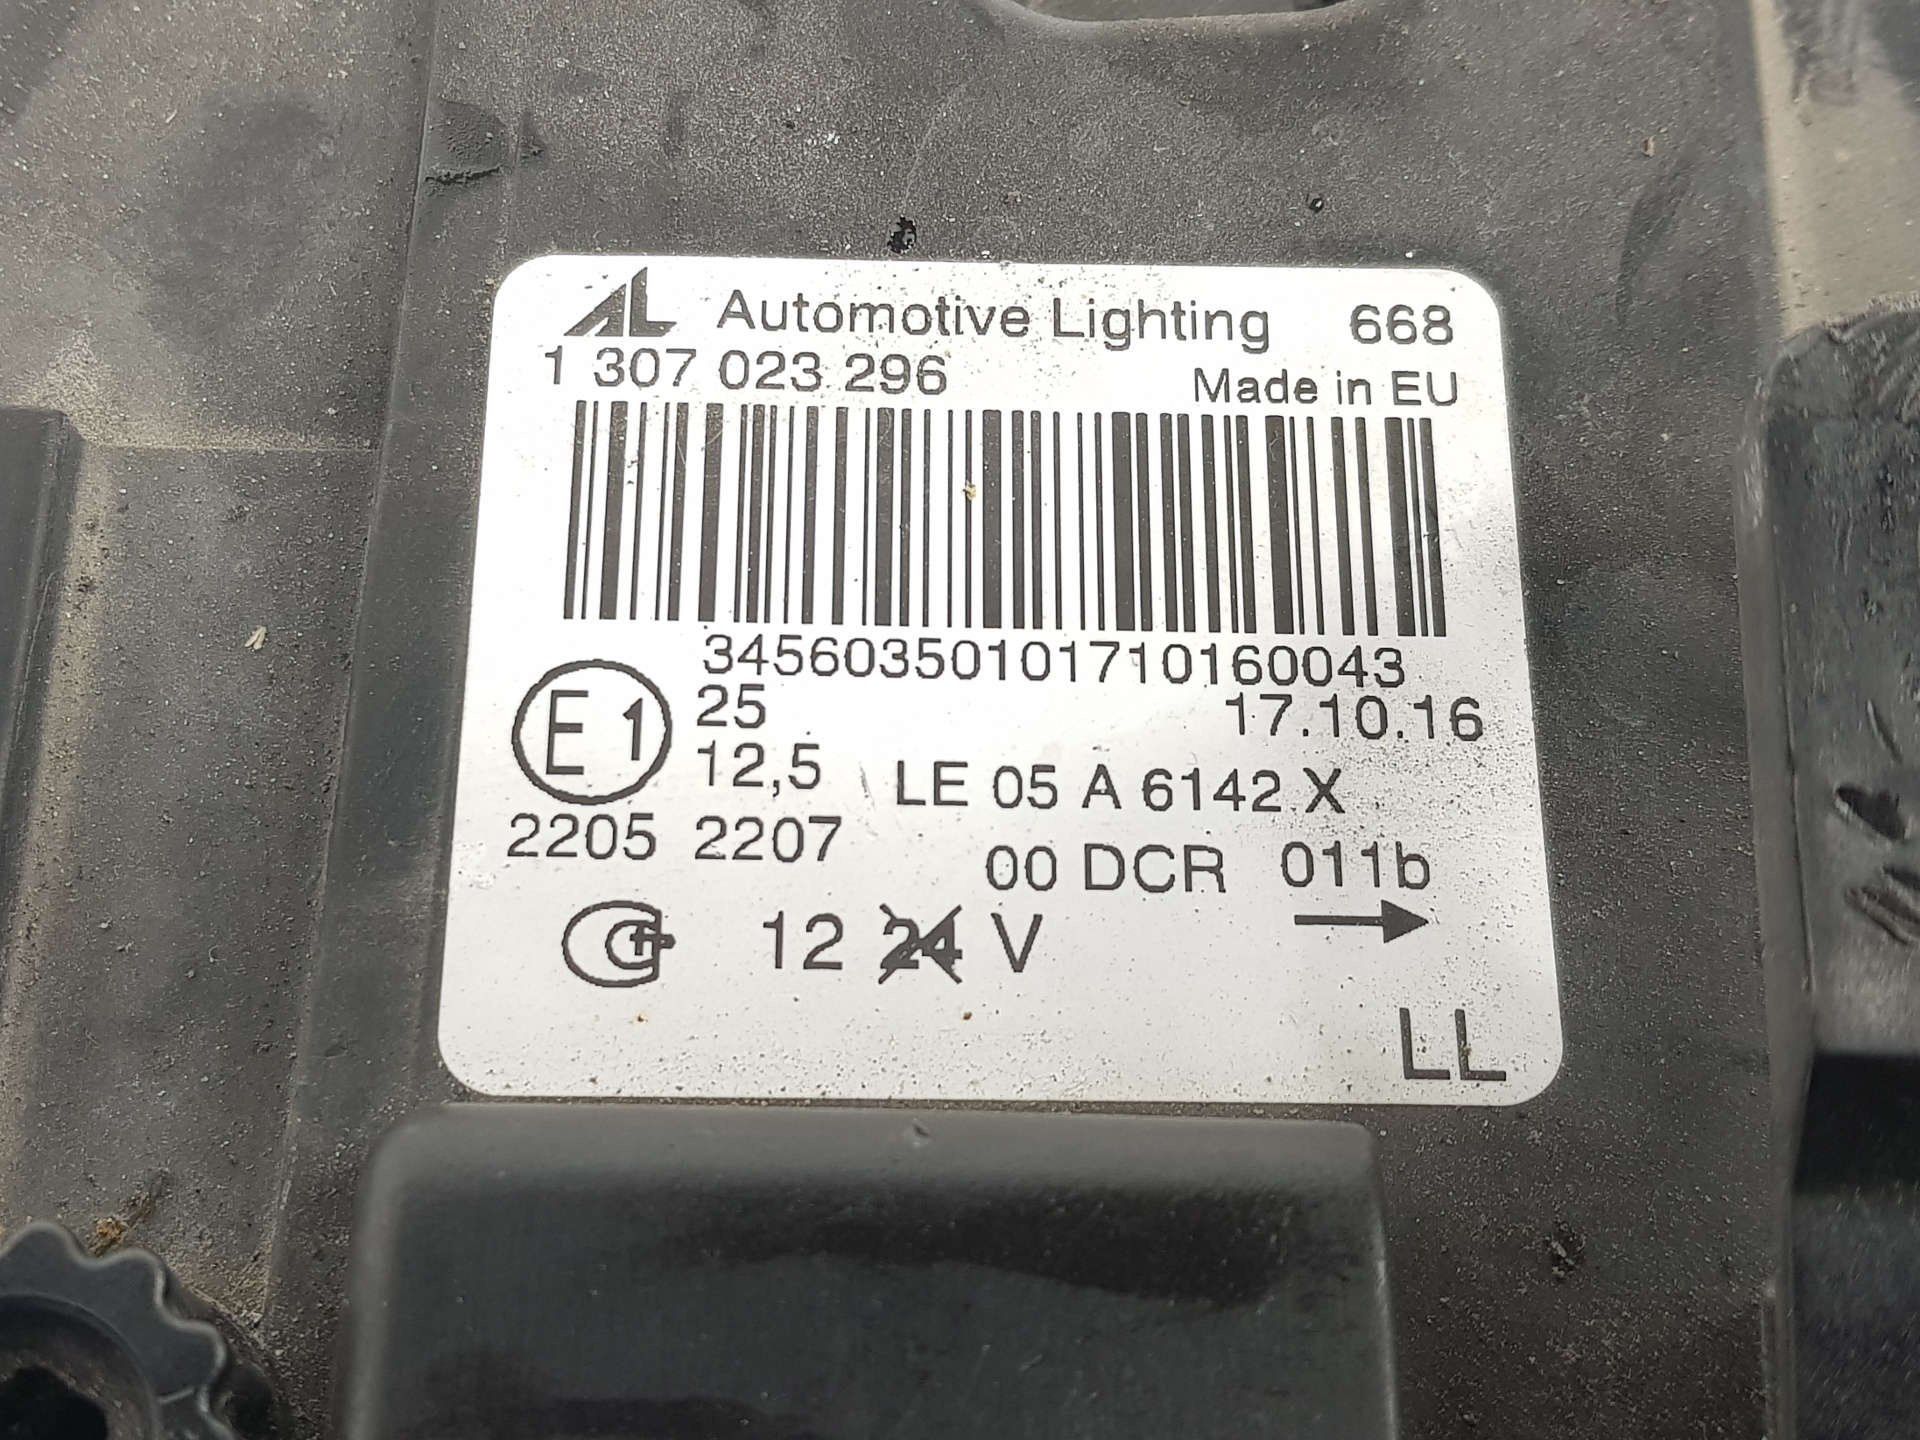 AL Automotive Lighting 668
1 307 023 296 Made in EU
34560350101710160043
E1 25 17.10.16
12,5 LE 05 A 6142 X
2205 2207 00 DCR 011b
12 24 V →
LL